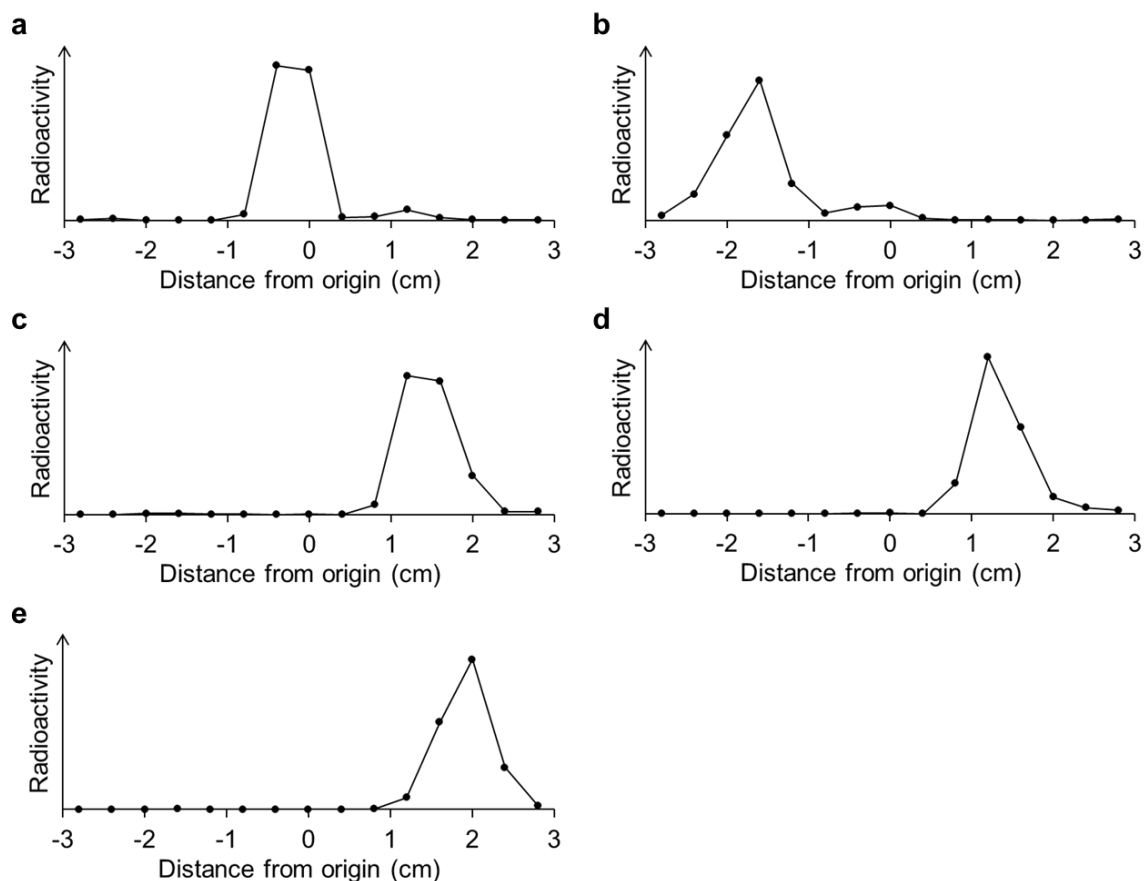 a
b
Radioactivity
Radioactivity
-3 -2 -1 0 1 2 3
-3 -2 -1 0 1 2 3
Distance from origin (cm)
Distance from origin (cm)
c
d
Radioactivity
Radioactivity
-3 -2 -1 0 1 2 3
-3 -2 -1 0 1 2 3
Distance from origin (cm)
Distance from origin (cm)
e
Radioactivity
-3 -2 -1 0 1 2 3
Distance from origin (cm)